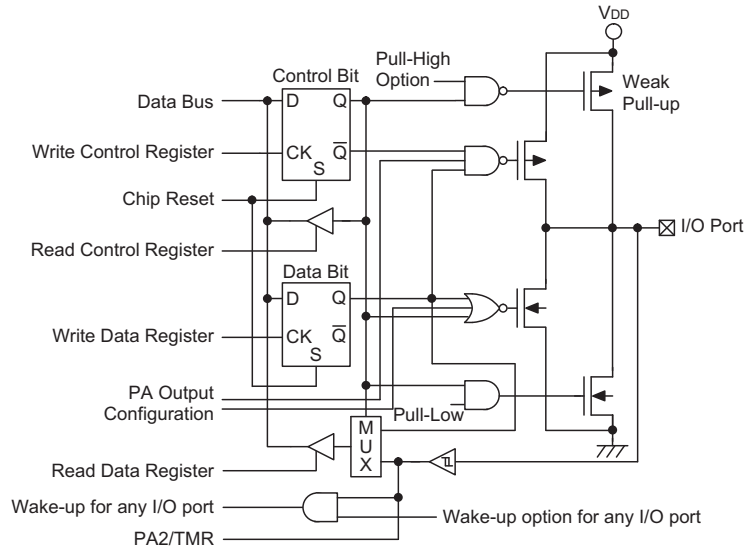 VDD
Pull-High
Option
Weak
Pull-up
Control Bit
Data Bus
D
Q
Write Control Register
CK
Q
S
Chip Reset
I/O Port
Read Control Register
Data Bit
D
Q
Write Data Register
CK
Q
S
PA Output
Configuration
Pull-Low
M
U
X
Read Data Register
Wake-up for any I/O port
Wake-up option for any I/O port
PA2/TMR